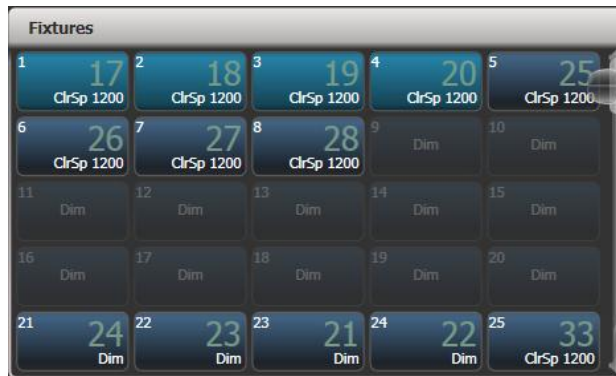 Fixtures
1 17 2 18 3 19 4 20 5 25
ClrSp 1200 ClrSp 1200 ClrSp 1200 ClrSp 1200 ClrSp 1200
6 26 7 27 8 28 9 10
ClrSp 1200 ClrSp 1200 ClrSp 1200 Dim Dim
11 12 13 14 15
Dim Dim Dim Dim Dim
16 17 18 19 20
Dim Dim Dim Dim Dim
21 24 22 23 23 21 24 22 25 33
Dim Dim Dim Dim ClrSp 1200